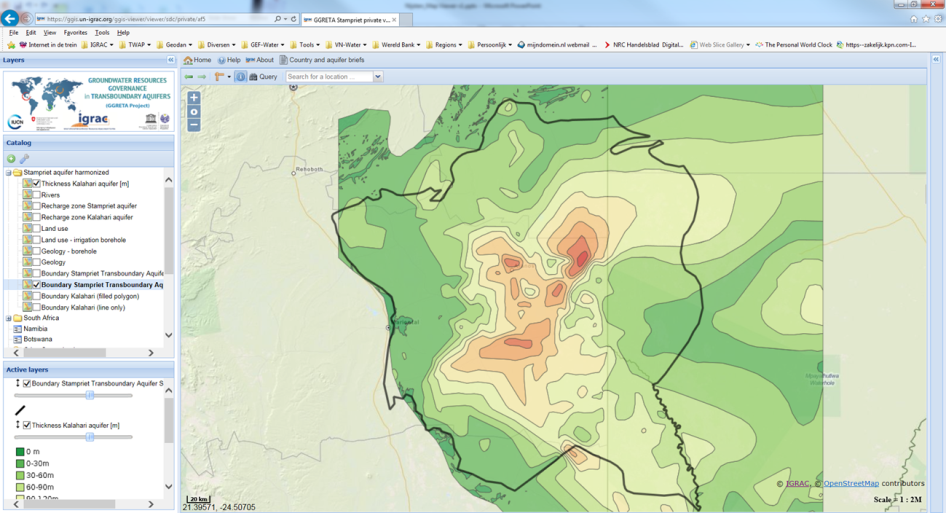 https://ggis.un-igrac.org/ggis-viewer/viewer/sdc/private/af5
GGRETA Stampriet private v...
File Edit View Favorites Tools Help
Internet in de trein IGRAC TWAP Geodan Diversen GEF-Water Tools VN-Water Wereld Bank Regions Persoonlijk mijndomein.nl webmail ... NRC Handelsblad Digital... Web Slice Gallery The Personal World Clock https--zakelijk.kpn.com-l...
Layers
Home Help About Country and aquifer briefs
Query Search for a location ...
GROUNDWATER RESOURCES
GOVERNANCE
in TRANSBOUNDARY AQUIFERS
(GGRETA Project)
IUCN
igrac
Catalog
Stampriet aquifer harmonized
Thickness Kalahari aquifer [m]
Rivers
Recharge zone Stampriet aquifer
Recharge zone Kalahari aquifer
Land use
Land use - irrigation borehole
Geology - borehole
Geology
Boundary Stampriet Transboundary Aquife
Boundary Stampriet Transboundary Aq
Boundary Kalahari (filled polygon)
Boundary Kalahari (line only)
South Africa
Namibia
Botswana
Active layers
Boundary Stampriet Transboundary Aquifer S
Thickness Kalahari aquifer [m]
0 m
0-30m
30-60m
60-90m
90-120m
Rehoboth
20 km
21.39571, -24.50705
© IGRAC, © OpenStreetMap contributors
Scale = 1 : 2M